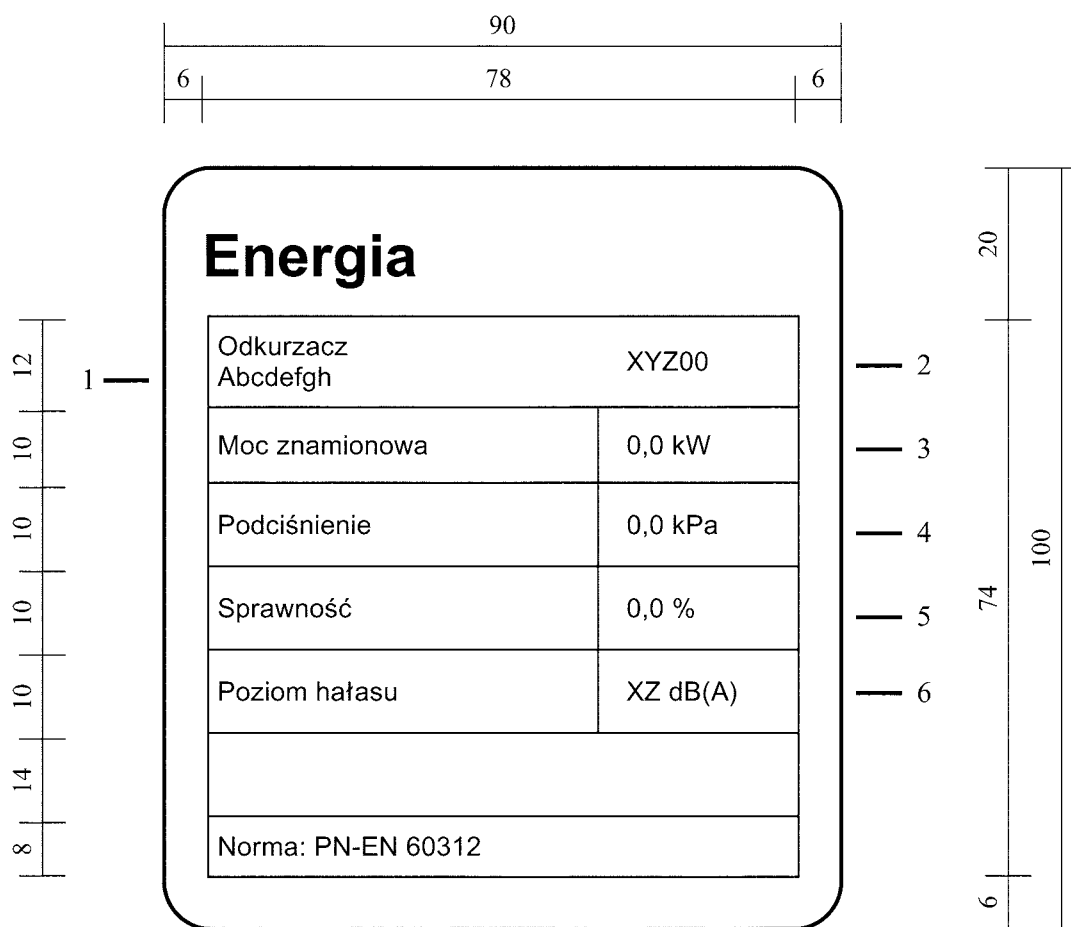 90
6 78 6
Energia
20
12
1
Odkurzacz
Abcdefgh
XYZ00
2
10
Moc znamionowa 0,0 kW
3
10
Podciśnienie 0,0 kPa
4
100
10
Sprawność 0,0 %
5
74
10
Poziom hałasu XZ dB(A)
6
14
8
Norma: PN-EN 60312
6